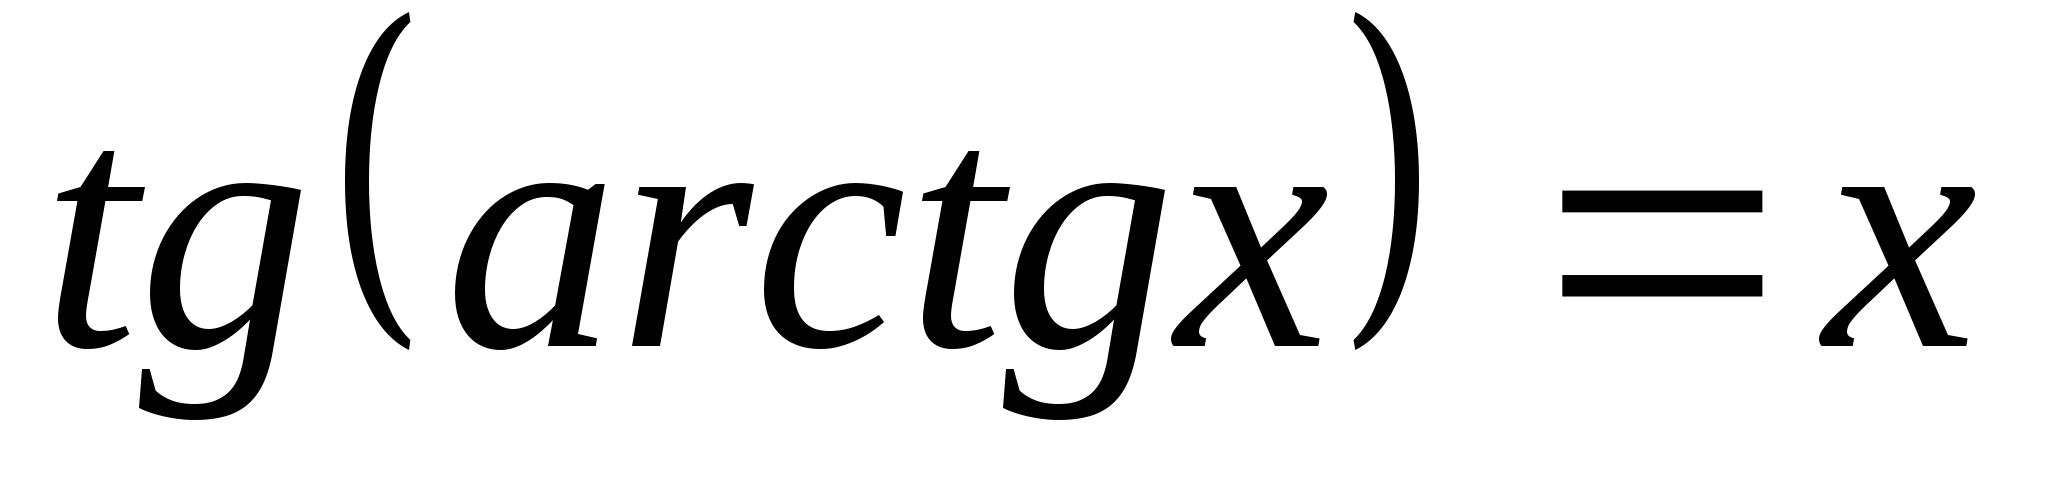 tg(arctgx) = x